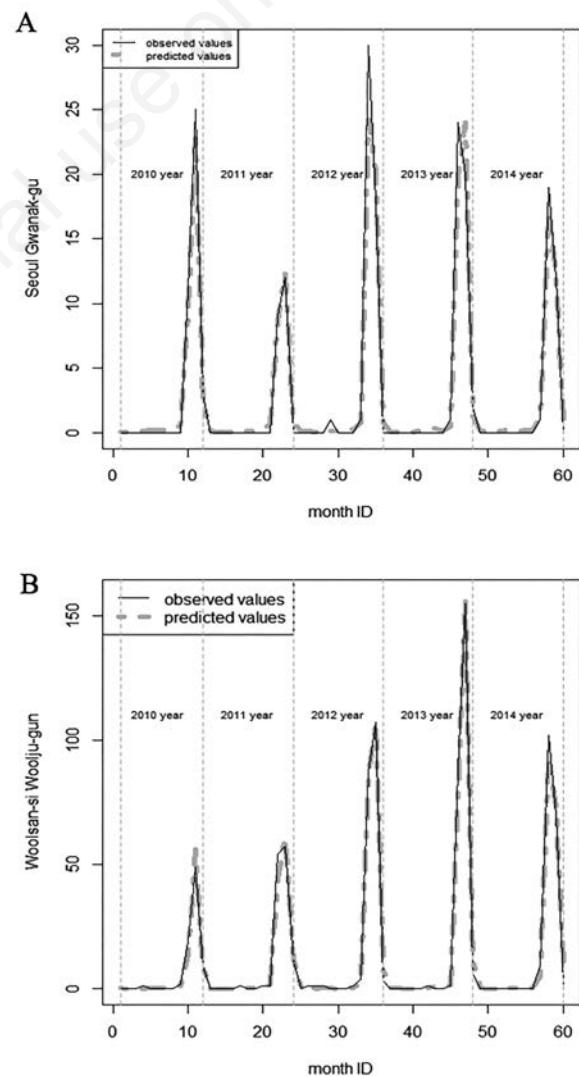 A
observed values
predicted values
30
25
20
15
10
5
0
2010 year
2011 year
2012 year
2013 year
2014 year
Seoul Gwanak-gu
0 10 20 30 40 50 60
month ID
B
observed values
predicted values
150
100
50
0
2010 year
2011 year
2012 year
2013 year
2014 year
Woolsan-si Woolju-gun
0 10 20 30 40 50 60
month ID